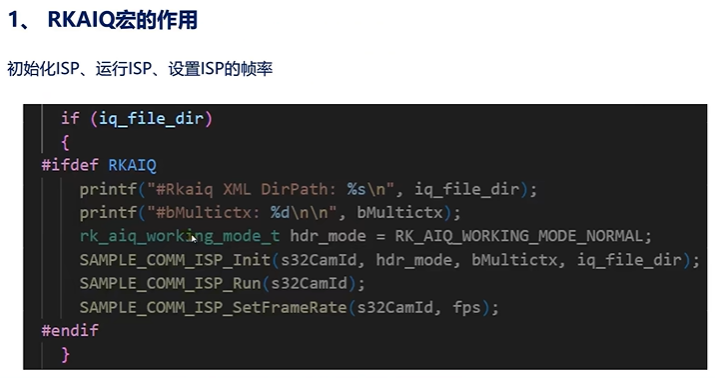 1、 RKAIQ宏的作用
初始化ISP、运行ISP、设置ISP的帧率
if (iq_file_dir)
{
#ifdef RKAIQ
printf("#Rkaiq XML DirPath: %s\n", iq_file_dir);
printf("#bMultictx: %d\n\n", bMultictx);
rk_aiq_working_mode_t hdr_mode = RK_AIQ_WORKING_MODE_NORMAL;
SAMPLE_COMM_ISP_Init(s32CamId, hdr_mode, bMultictx, iq_file_dir);
SAMPLE_COMM_ISP_Run(s32CamId);
SAMPLE_COMM_ISP_SetFrameRate(s32CamId, fps);
#endif
}